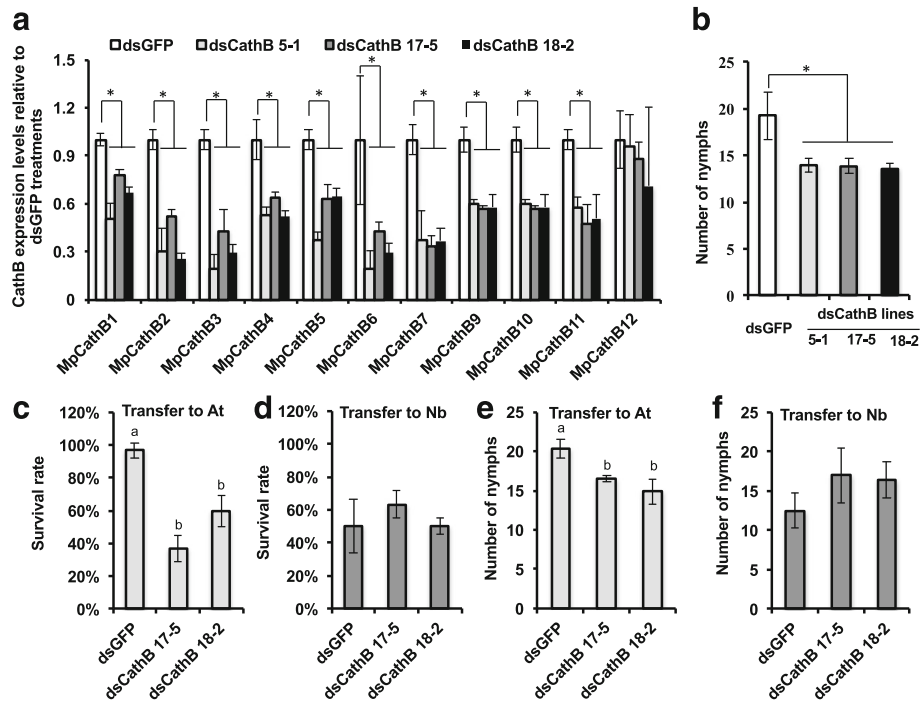 a
dsGFP dsCathB 5-1 dsCathB 17-5 dsCathB 18-2
CathB expression levels relative to
dsGFP treatments
1.5
1.2
0.9
0.6
0.3
0
* * * * * * * * * *
MpCathB1 MpCathB2 MpCathB3 MpCathB4 MpCathB5 MpCathB6 MpCathB7 MpCathB9 MpCathB10 MpCathB11 MpCathB12
b
Number of nymphs
25
20
15
10
5
0
*
dsGFP
dsCathB lines
5-1 17-5 18-2
c
Transfer to At
Survival rate
120%
100%
80%
60%
40%
20%
0%
a
b
b
dsGFP dsCathB 17-5 dsCathB 18-2
d
Transfer to Nb
Survival rate
120%
100%
80%
60%
40%
20%
0%
dsGFP dsCathB 17-5 dsCathB 18-2
e
Transfer to At
Number of nymphs
25
20
15
10
5
0
a
b
b
dsGFP dsCathB 17-5 dsCathB 18-2
f
Transfer to Nb
Number of nymphs
25
20
15
10
5
0
dsGFP dsCathB 17-5 dsCathB 18-2